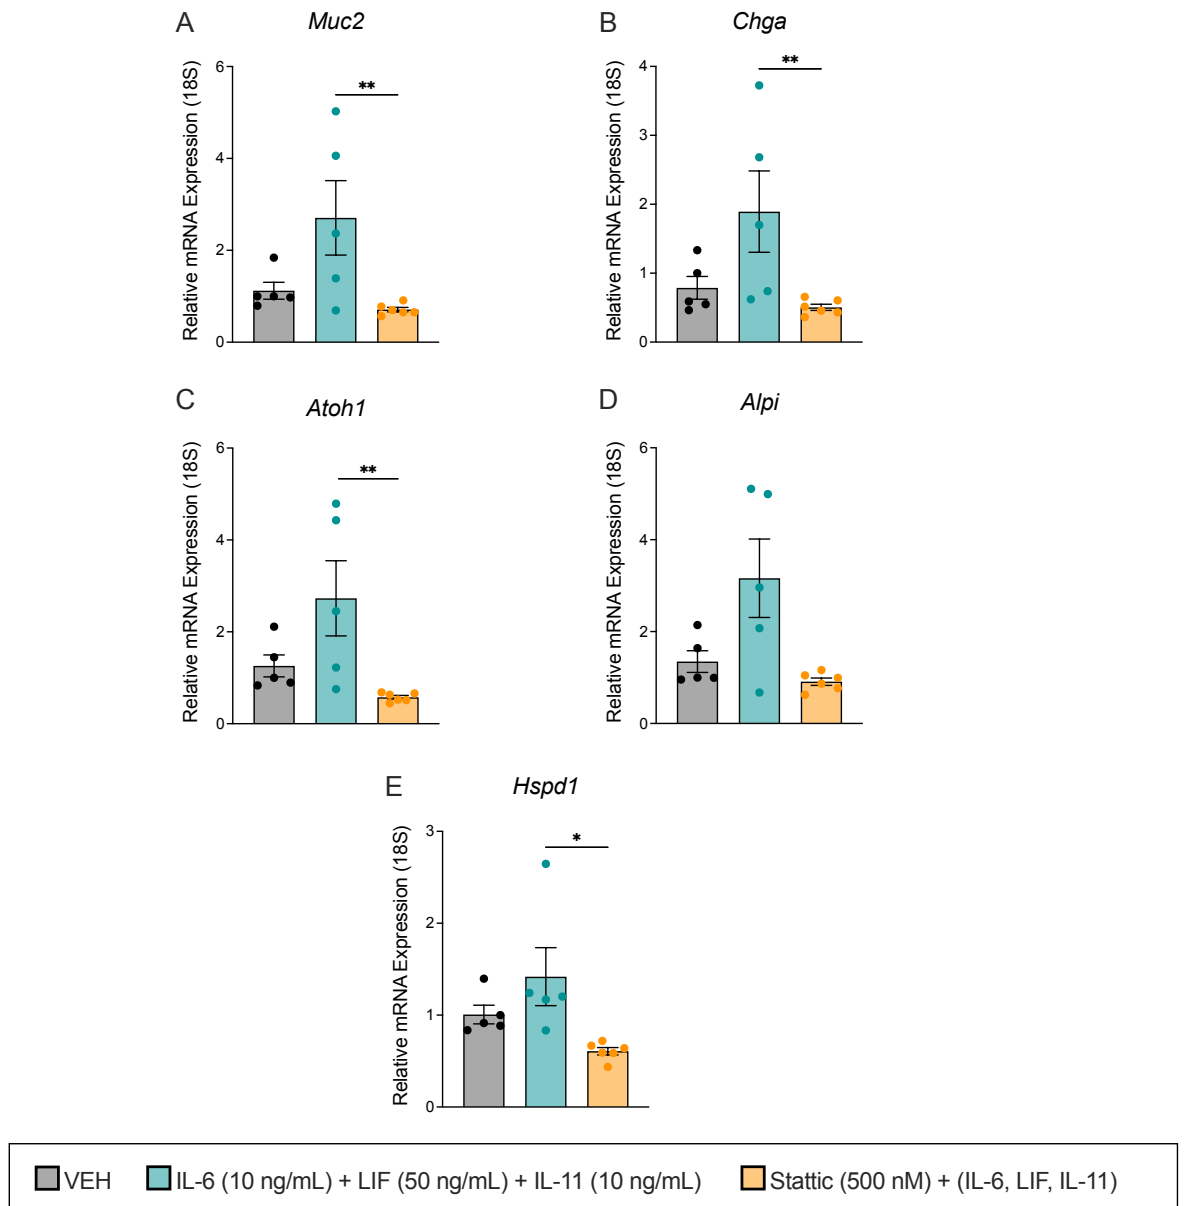 A
Muc2
Relative mRNA Expression (18S)
6
4
2
0
**
B
Chga
Relative mRNA Expression (18S)
4
3
2
1
0
**
C
Atoh1
Relative mRNA Expression (18S)
6
4
2
0
**
D
Alpi
Relative mRNA Expression (18S)
6
4
2
0
E
Hspd1
Relative mRNA Expression (18S)
3
2
1
0
*
VEH
IL-6 (10 ng/mL) + LIF (50 ng/mL) + IL-11 (10 ng/mL)
Stattic (500 nM) + (IL-6, LIF, IL-11)